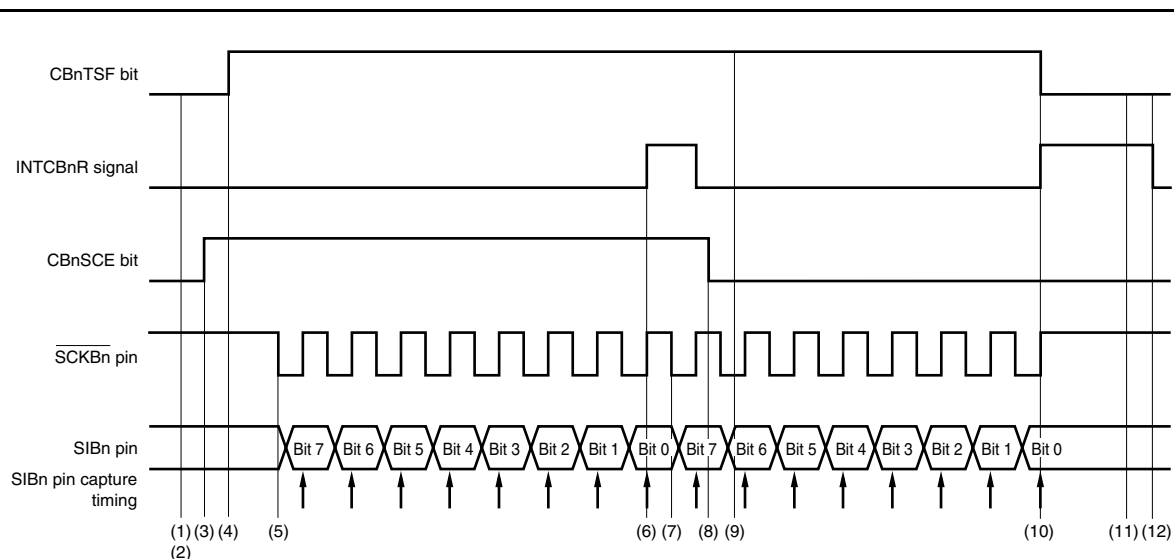 CBnTSF bit
INTCBnR signal
CBnSCE bit
SCKBn pin
SIBn pin
Bit 7 Bit 6 Bit 5 Bit 4 Bit 3 Bit 2 Bit 1 Bit 0 Bit 7 Bit 6 Bit 5 Bit 4 Bit 3 Bit 2 Bit 1 Bit 0
SIBn pin capture
timing
(1) (3) (4) (5) (6) (7) (8) (9) (10) (11) (12)
(2)